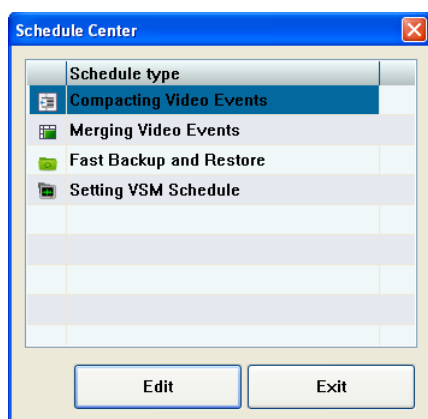 Schedule Center
Schedule type
Compacting Video Events
Merging Video Events
Fast Backup and Restore
Setting VSM Schedule
Edit Exit